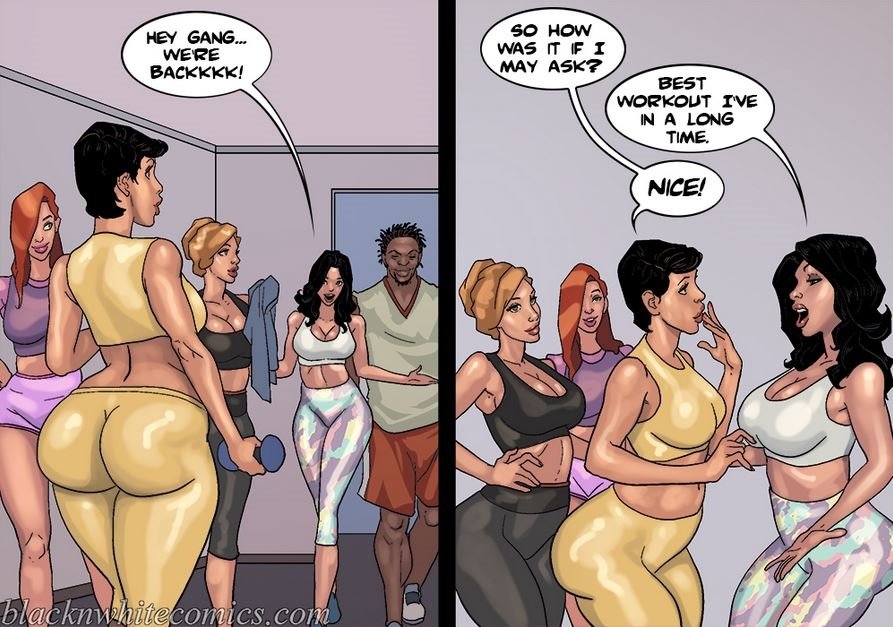 HEY GANG...
WE'RE
BACKKKK!
SO HOW
WAS IT IF I
MAY ASK?
BEST
WORKOUT I'VE
IN A LONG
TIME.
NICE!
blacknwhitecomics.com